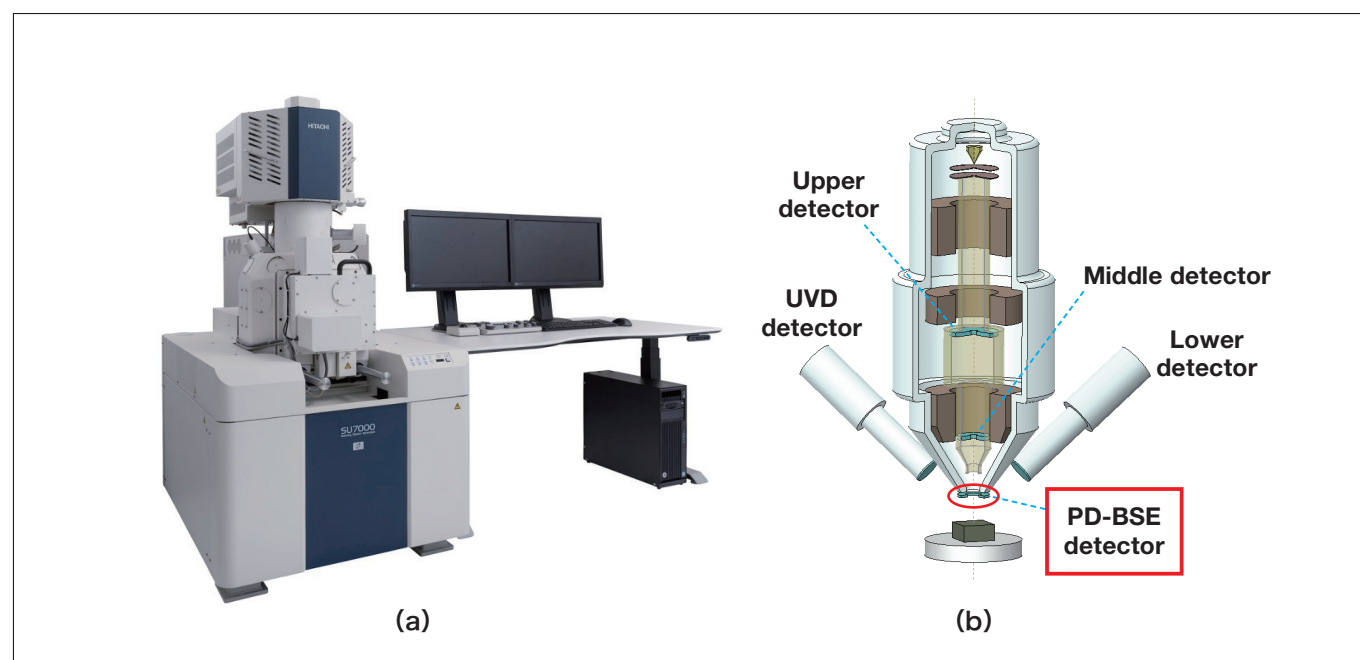 HITACHI
SU7000
(a)
Upper
detector
UVD
detector
Middle detector
Lower
detector
PD-BSE
detector
(b)